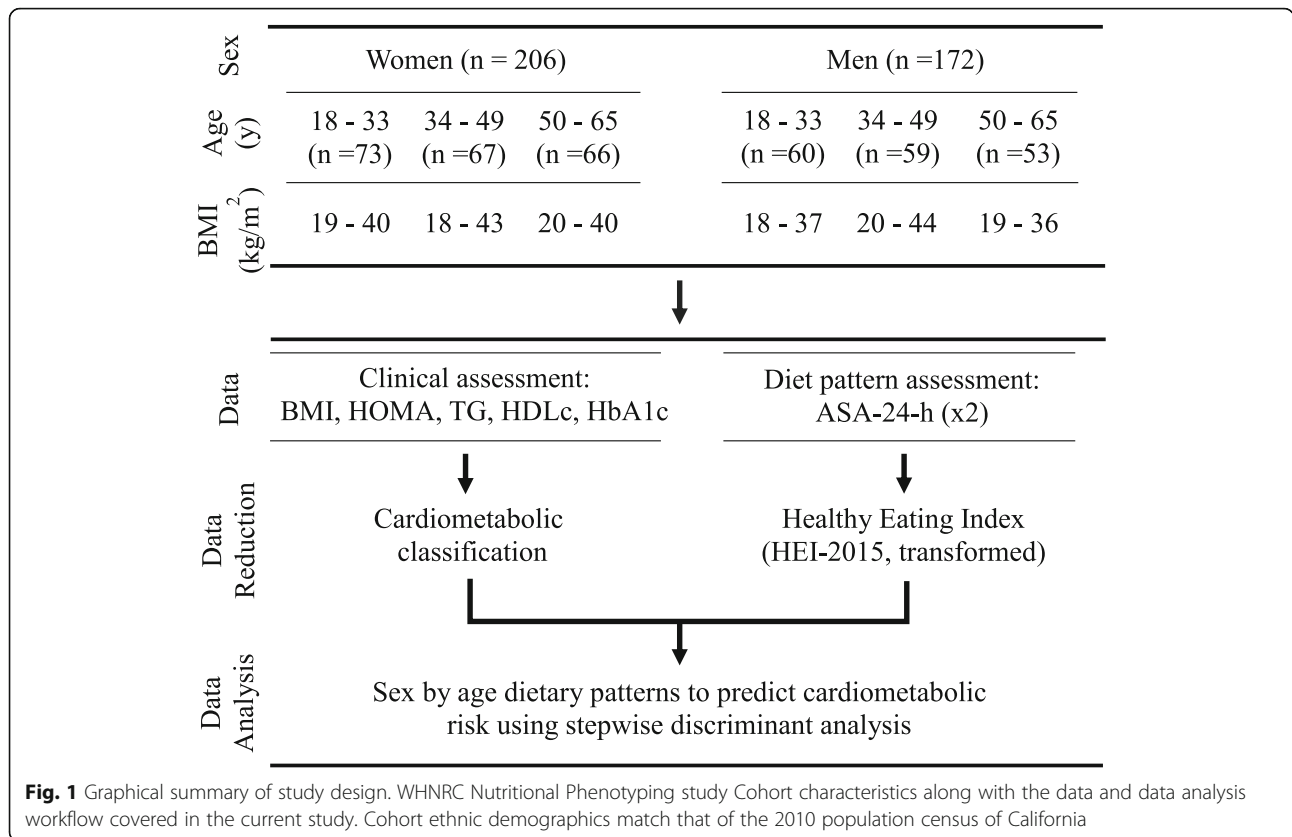 Sex
Women (n = 206) Men (n =172)
Age
(y)
18 - 33 34 - 49 50 - 65 18 - 33 34 - 49 50 - 65
(n =73) (n =67) (n =66) (n =60) (n =59) (n =53)
BMI
(kg/m²)
19 - 40 18 - 43 20 - 40 18 - 37 20 - 44 19 - 36
Data
Clinical assessment:
BMI, HOMA, TG, HDLc, HbA1c
Diet pattern assessment:
ASA-24-h (x2)
Data
Reduction
Cardiometabolic
classification
Healthy Eating Index
(HEI-2015, transformed)
Data
Analysis
Sex by age dietary patterns to predict cardiometabolic
risk using stepwise discriminant analysis
Fig. 1 Graphical summary of study design. WHNRC Nutritional Phenotyping study Cohort characteristics along with the data and data analysis
workflow covered in the current study. Cohort ethnic demographics match that of the 2010 population census of California